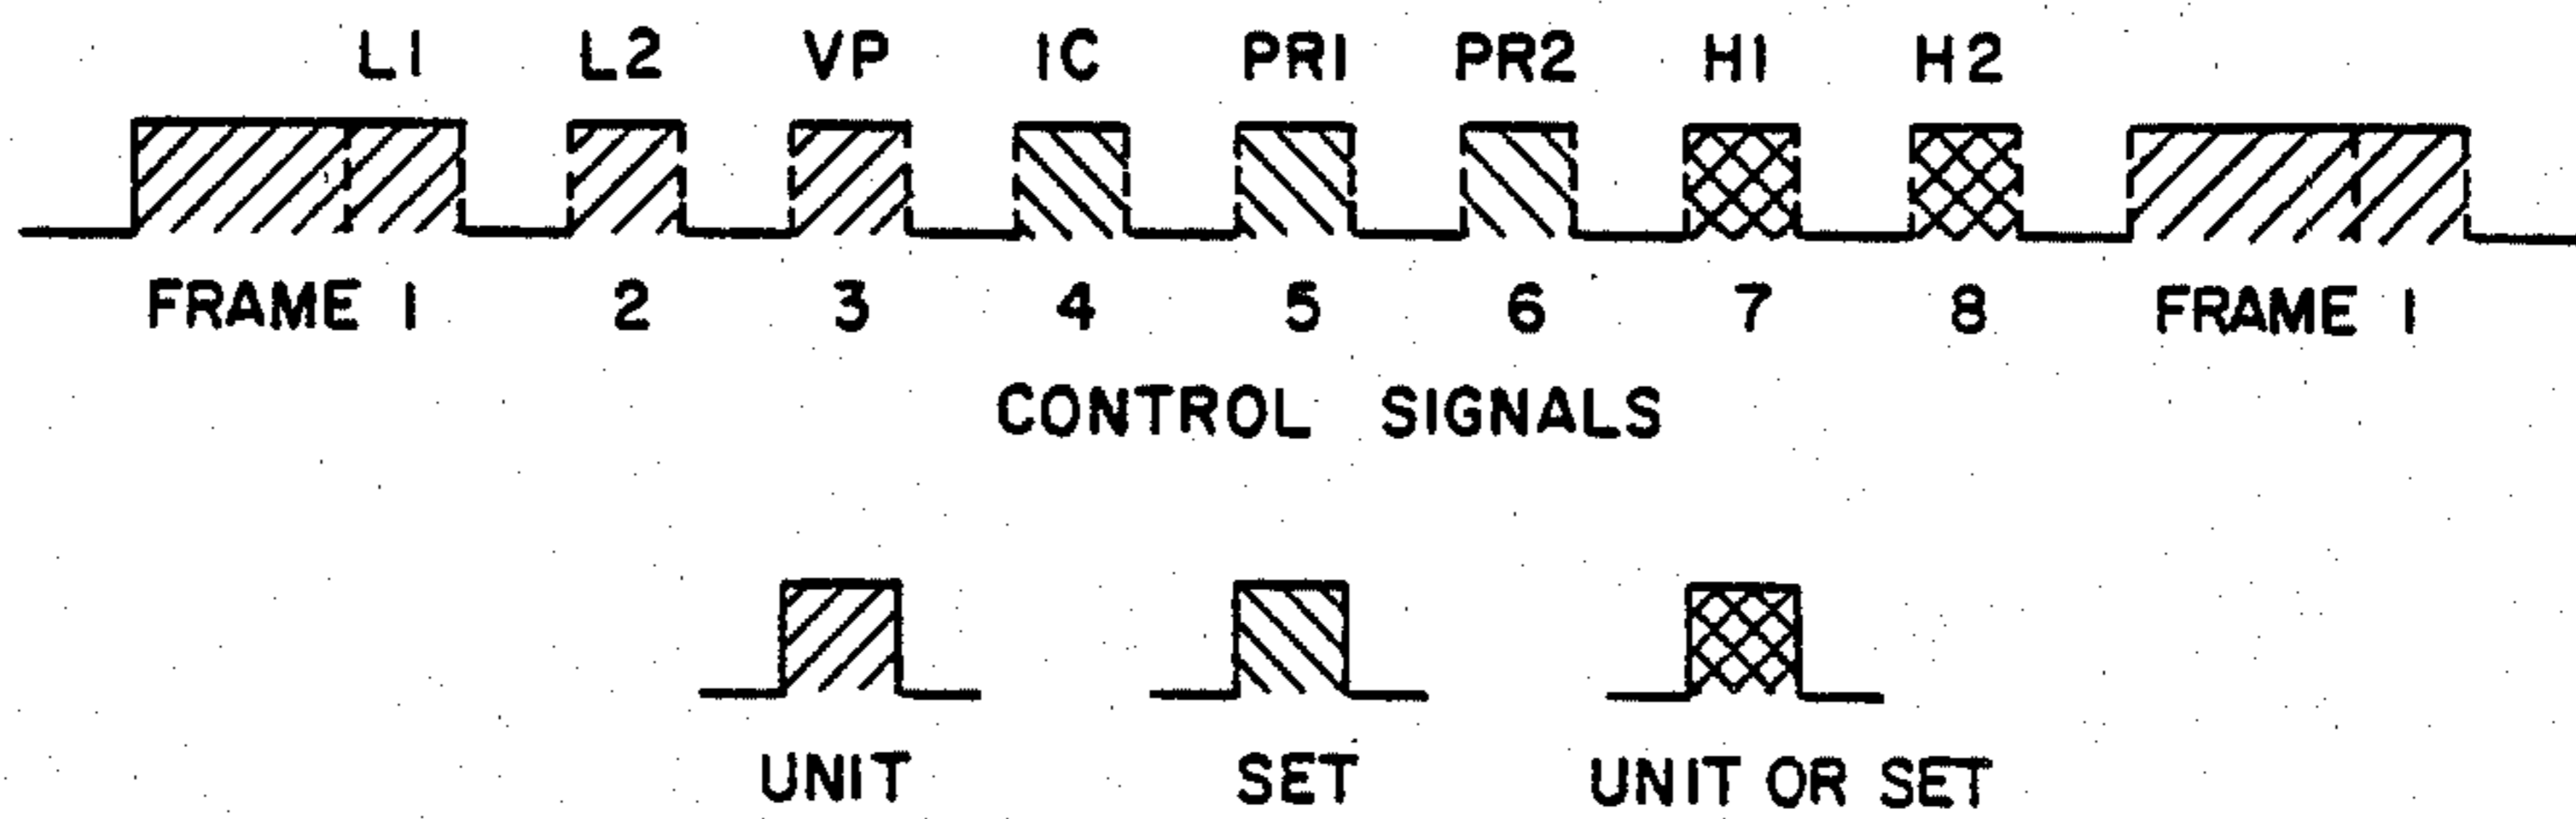 L1 L2 VP IC PR1 PR2 H1 H2
FRAME 1 2 3 4 5 6 7 8 FRAME 1
CONTROL SIGNALS
UNIT SET UNIT OR SET